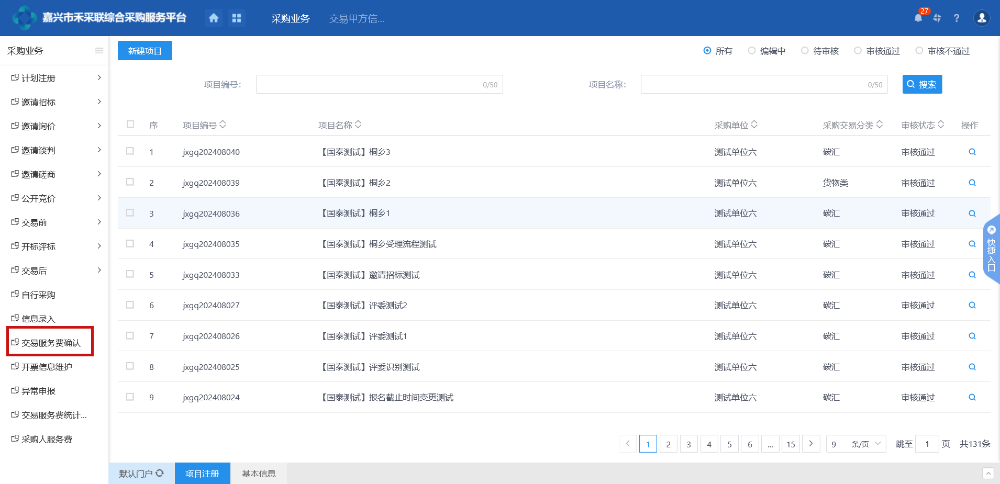 嘉兴市禾采联综合采购服务平台
采购业务 交易甲方信...
27
?
采购业务
计划注册
邀请招标
邀请询价
邀请谈判
邀请磋商
公开竞价
交易前
开标评标
交易后
自行采购
信息录入
交易服务费确认
开票信息维护
异常申报
交易服务费统计...
采购人服务费
新建项目
所有 编辑中 待审核 审核通过 审核不通过
项目编号： 0/50 项目名称： 0/50 搜索
序 项目编号 项目名称 采购单位 采购交易分类 审核状态 操作
1 jxgq202408040 【国泰测试】桐乡3 测试单位六 碳汇 审核通过
2 jxgq202408039 【国泰测试】桐乡2 测试单位六 货物类 审核通过
3 jxgq202408036 【国泰测试】桐乡1 测试单位六 碳汇 审核通过
4 jxgq202408035 【国泰测试】桐乡受理流程测试 测试单位六 碳汇 审核通过
5 jxgq202408033 【国泰测试】邀请招标测试 测试单位六 碳汇 审核通过
6 jxgq202408027 【国泰测试】评委测试2 测试单位六 碳汇 审核通过
7 jxgq202408026 【国泰测试】评委测试1 测试单位六 碳汇 审核通过
8 jxgq202408025 【国泰测试】评委识别测试 测试单位六 碳汇 审核通过
9 jxgq202408024 【国泰测试】报名截止时间变更测试 测试单位六 碳汇 审核通过
快捷入口
1 2 3 4 5 6 ... 15 9 条/页 跳至 1 页 共131条
默认门户 项目注册 基本信息